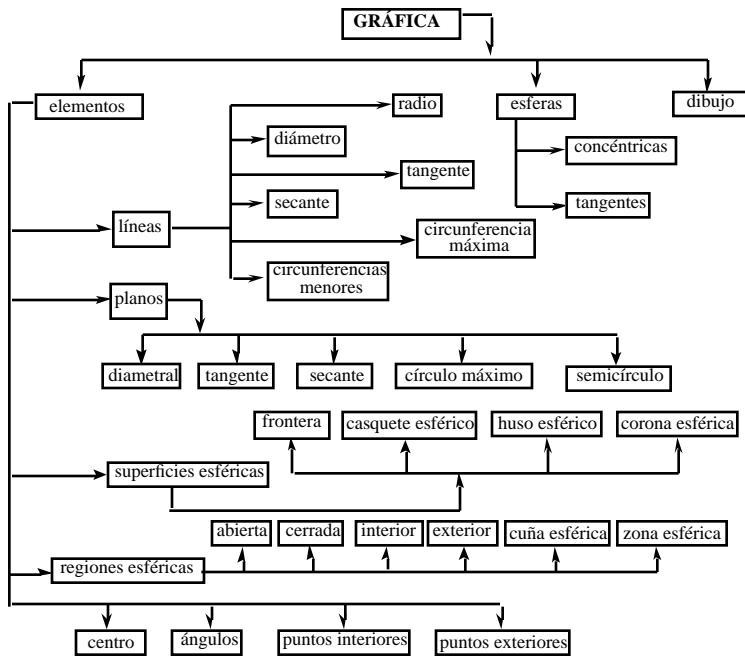 GRÁFICA
elementos
esferas
dibujo
radio
diámetro
tangente
secante
circunferencia
máxima
circunferencias
menores
concéntricas
tangentes
líneas
planos
diametral
tangente
secante
círculo máximo
semicírculo
frontera
casquete esférico
huso esférico
corona esférica
superficies esféricas
abierta
cerrada
interior
exterior
cuña esférica
zona esférica
regiones esféricas
centro
ángulos
puntos interiores
puntos exteriores